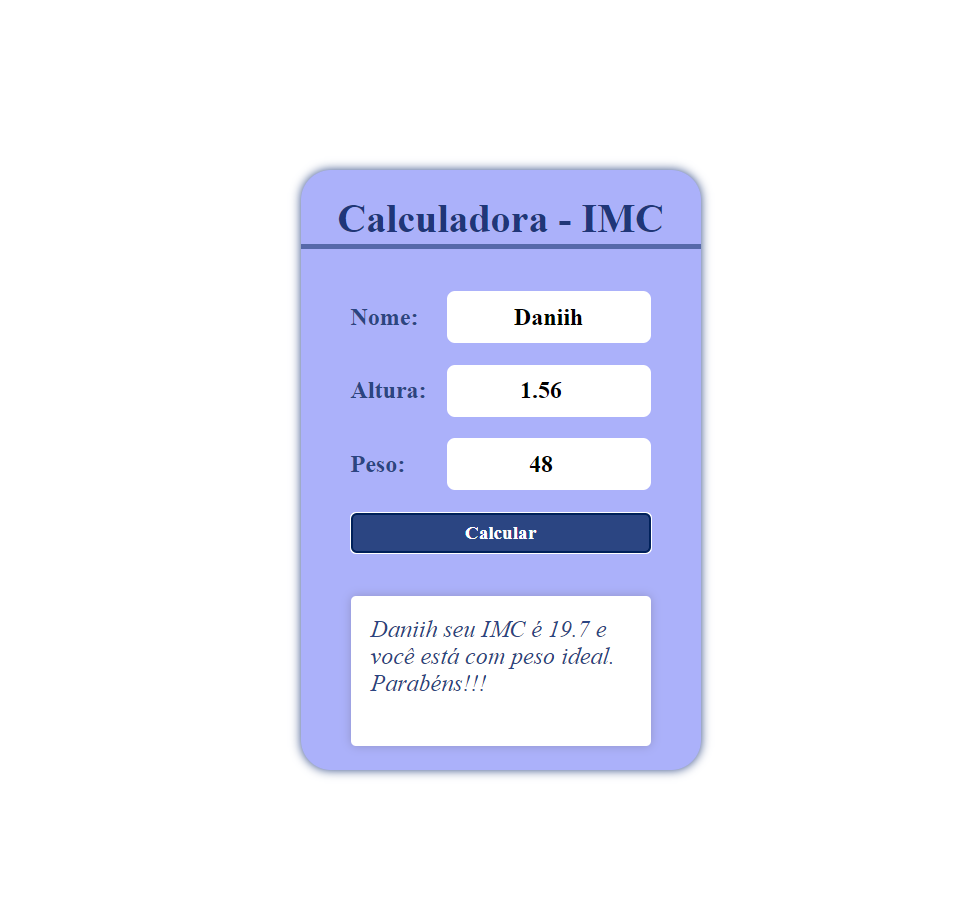 Calculadora - IMC
Nome: Daniih
Altura: 1.56
Peso: 48
Calcular
Daniih seu IMC é 19.7 e
você está com peso ideal.
Parabéns!!!